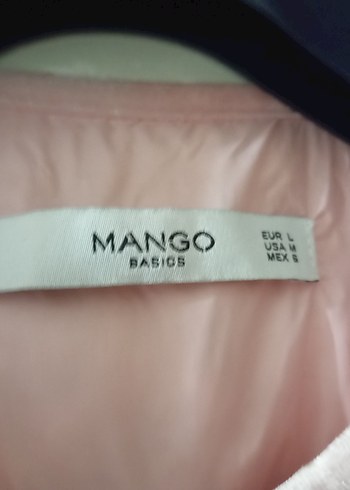 MANGO
BASICS
EUR L
USA M
MEX S